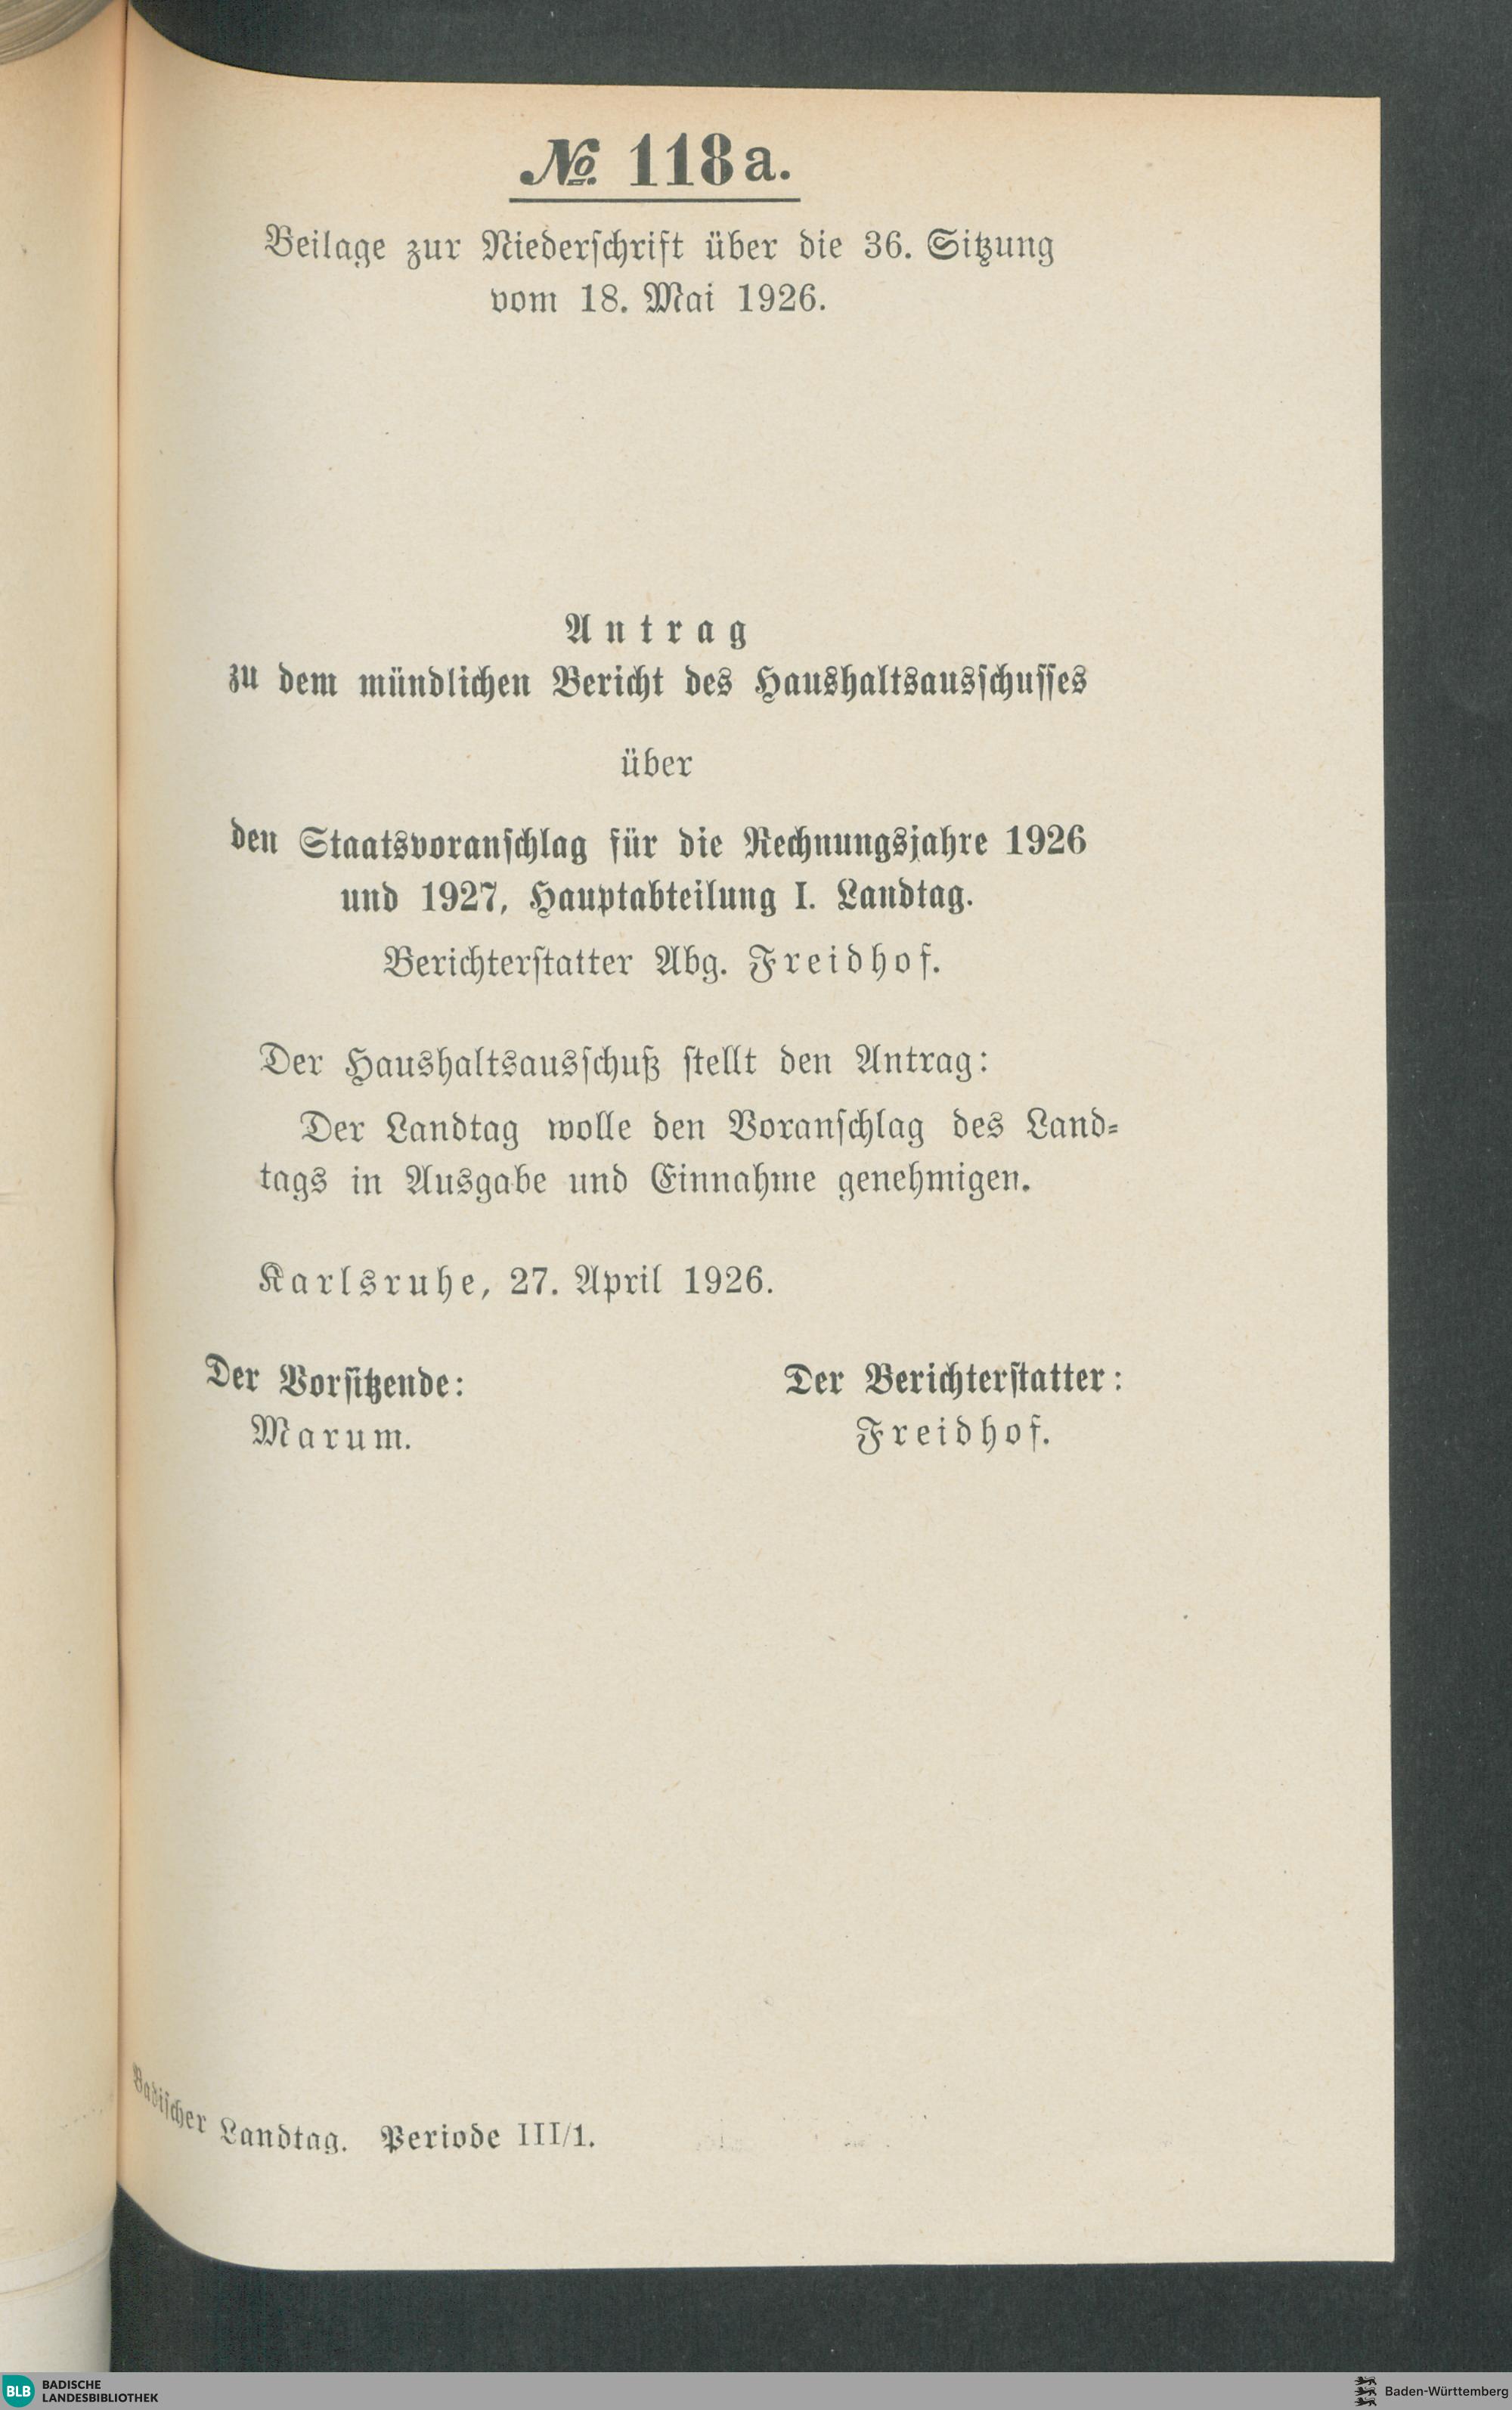 № 118a.
Beilage zur Niederschrift über die 36. Sitzung
vom 18. Mai 1926.
Antrag
zu dem mündlichen Bericht des Haushaltsausschusses
über
den Staatsvoranschlag für die Rechnungsjahre 1926
und 1927, Hauptabteilung I. Landtag.
Berichterstatter Abg. Freidhof.
Der Haushaltsausschuß stellt den Antrag:
Der Landtag wolle den Voranschlag des Land-
tags in Ausgabe und Einnahme genehmigen.
Karlsruhe, 27. April 1926.
Der Vorsitzende:
Marum.
Der Berichterstatter:
Freidhof.
Badischer Landtag. Periode III/1.
BLB BADISCHE
LANDESBIBLIOTHEK
Baden-Württemberg